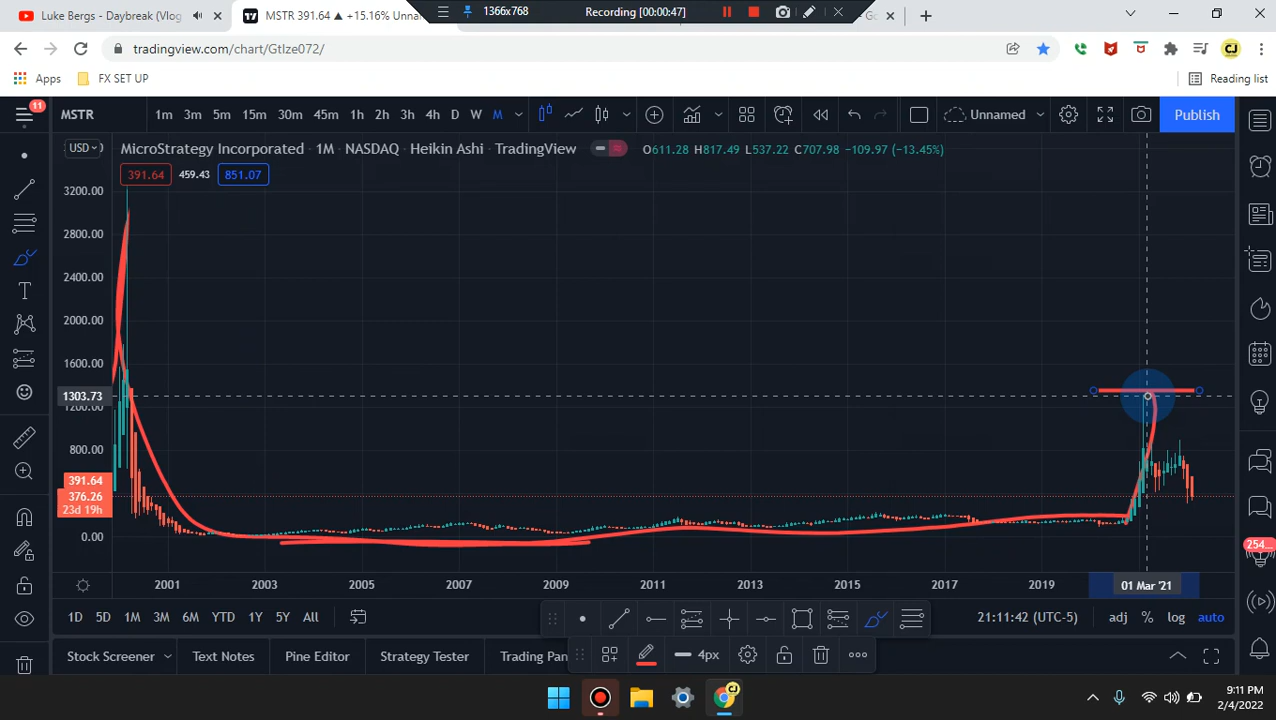 Luke Bergs - Daybreak (Vlog
MSTR 391.64 ▲ +15.16% Unna
1366x768
Recording [00:00:47]
tradingview.com/chart/GtIze072/
Apps
FX SET UP
Reading list
11
MSTR
1m 3m 5m 15m 30m 45m 1h 2h 3h 4h D W M
Unnamed
Publish
USD
MicroStrategy Incorporated · 1M · NASDAQ · Heikin Ashi · TradingView
O611.28 H817.49 L537.22 C707.98 −109.97 (−13.45%)
391.64 459.43 851.07
3200.00
2800.00
2400.00
2000.00
1600.00
1303.73
1200.00
800.00
391.64
376.26
23d 19h
0.00
254...
2001 2003 2005 2007 2009 2011 2013 2015 2017 2019 01 Mar '21
1D 5D 1M 3M 6M YTD 1Y 5Y All
21:11:42 (UTC-5)
adj % log auto
4px
Stock Screener
Text Notes
Pine Editor
Strategy Tester
Trading Pan
CJ
9:11 PM
2/4/2022